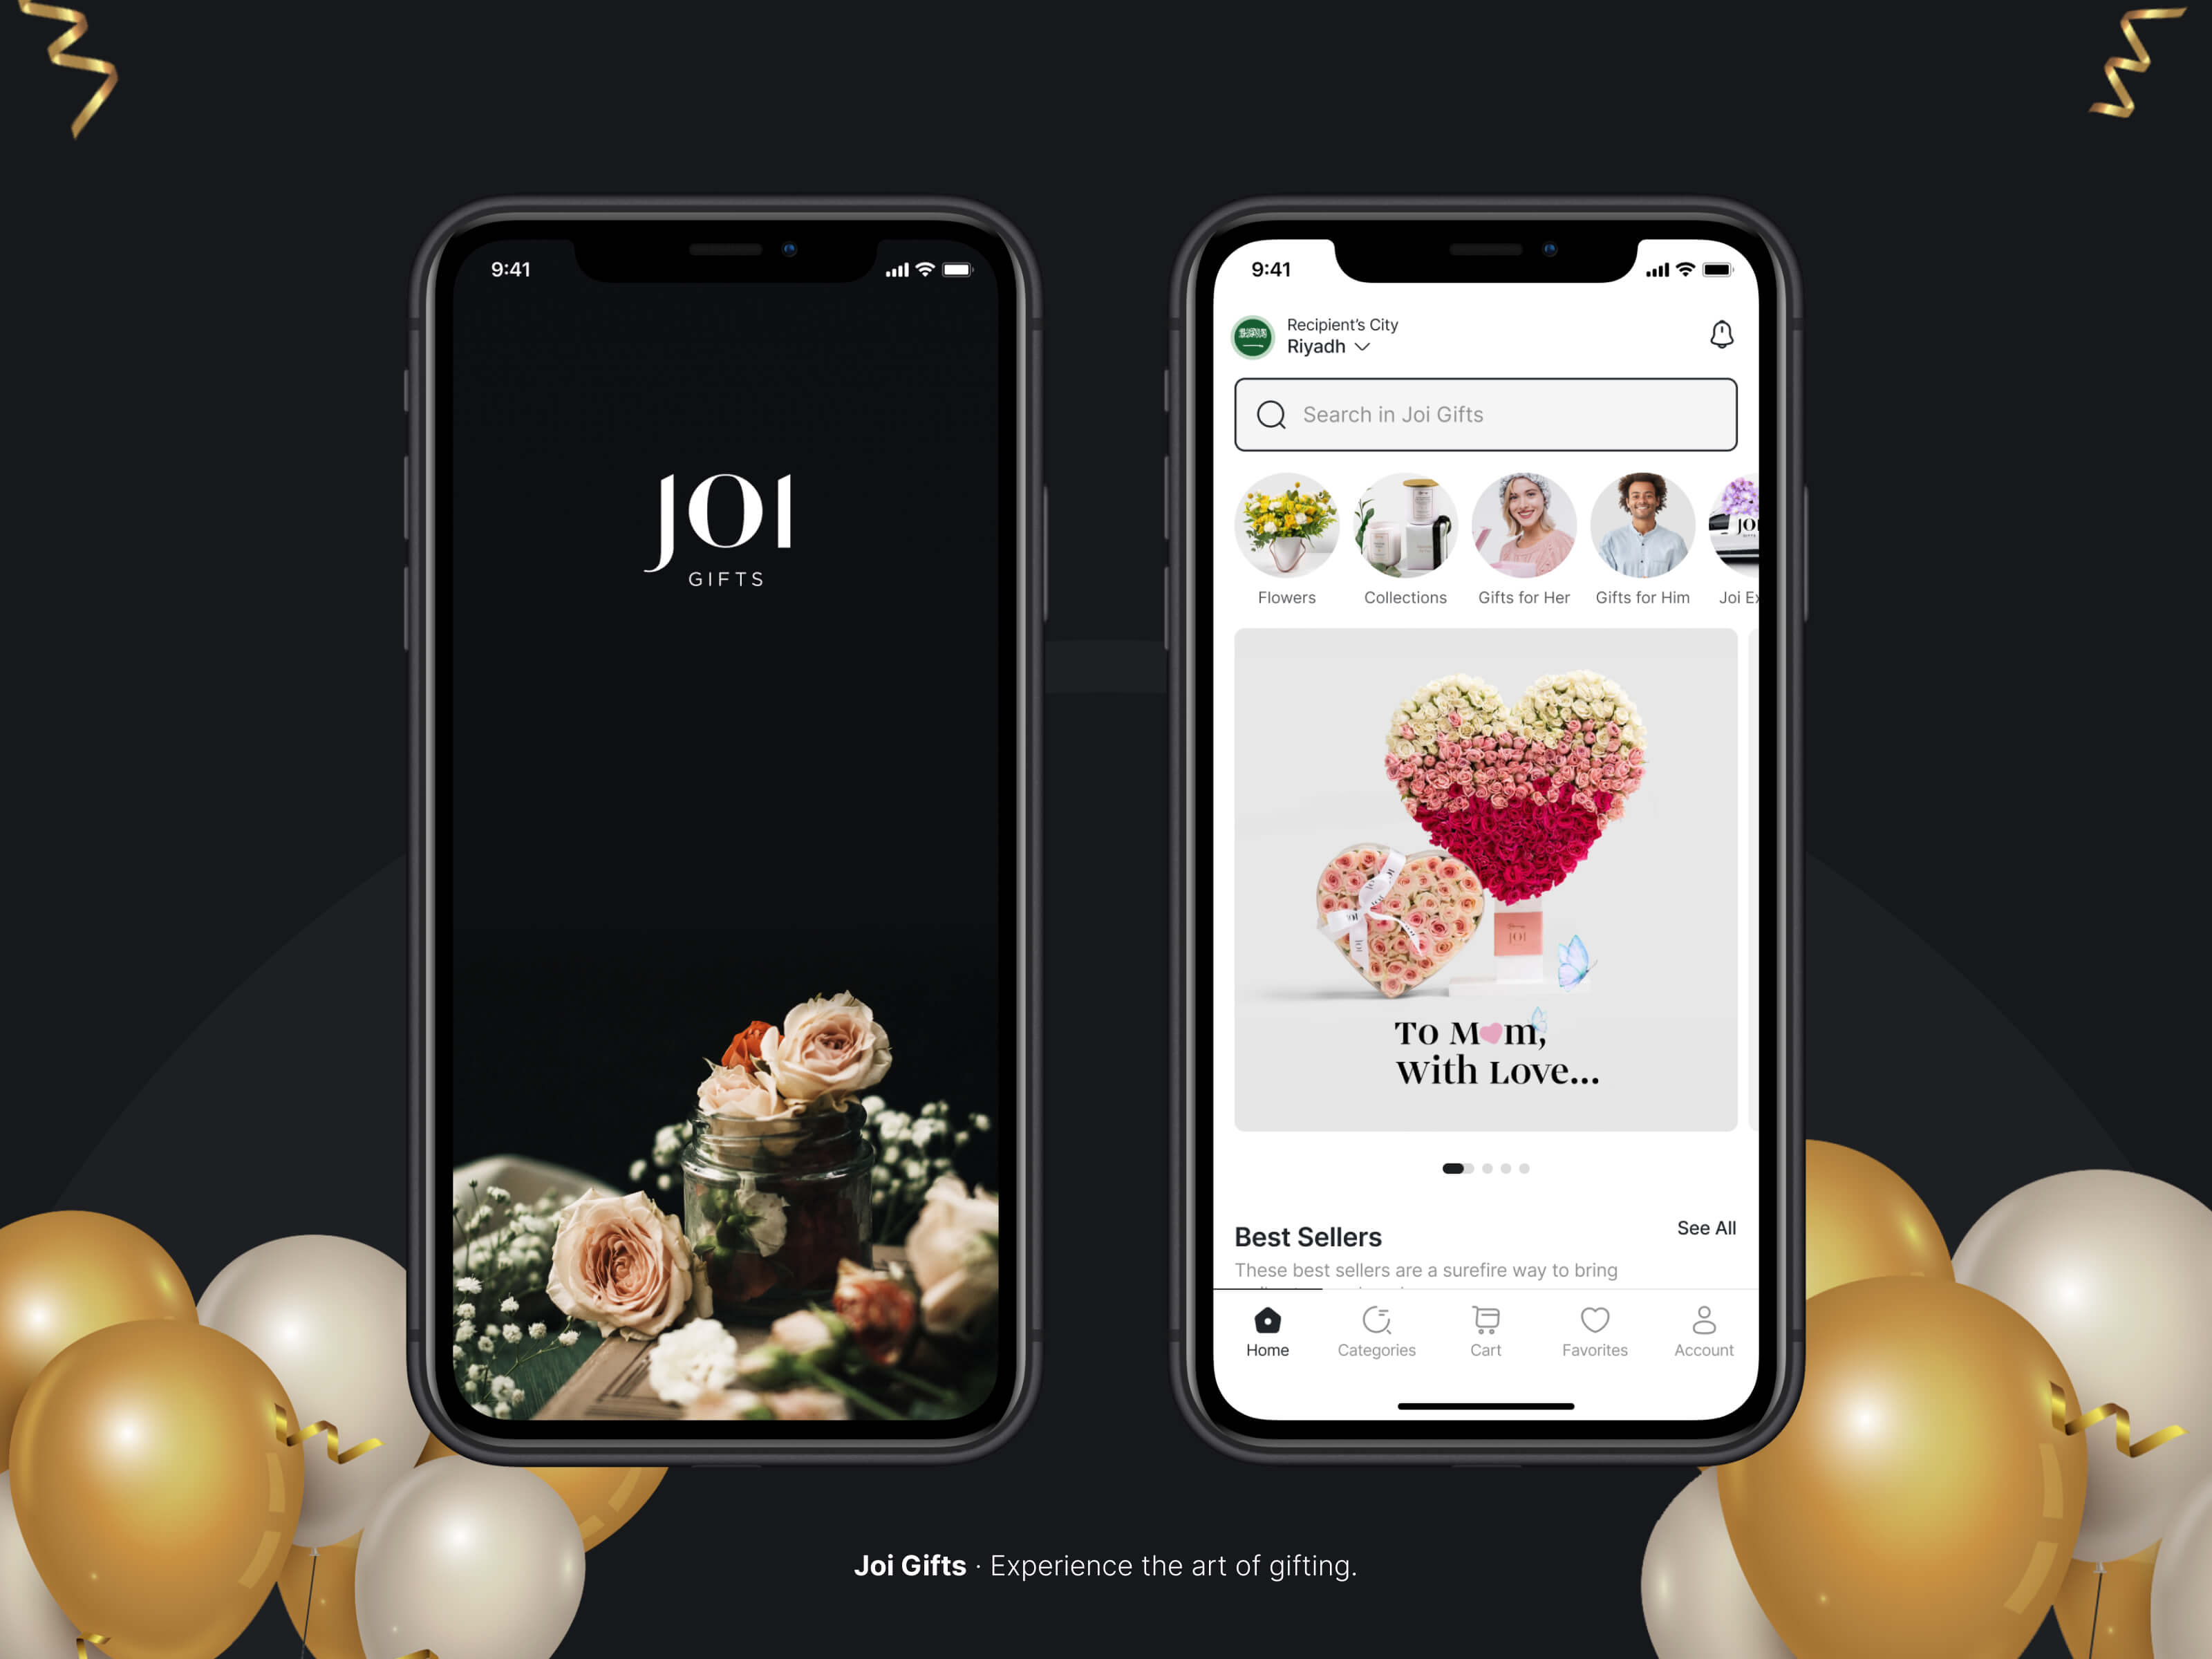 9:41
JOI
GIFTS
9:41
Recipient's City
Riyadh
Search in Joi Gifts
Flowers
Collections
Gifts for Her
Gifts for Him
Joi Ex
JOI
JOI
To Mom,
With Love...
Best Sellers
See All
These best sellers are a surefire way to bring
Home
Categories
Cart
Favorites
Account
Joi Gifts · Experience the art of gifting.